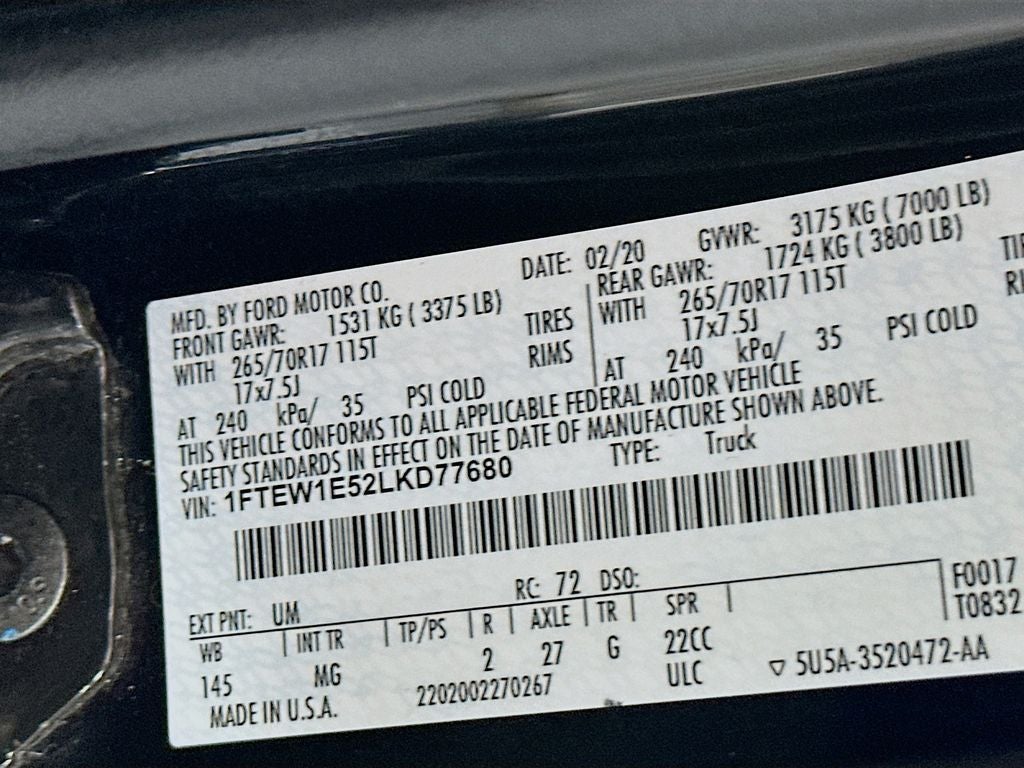 MFD. BY FORD MOTOR CO. DATE: 02/20 GVWR: 3175 KG ( 7000 LB)
FRONT GAWR: 1531 KG ( 3375 LB) REAR GAWR: 1724 KG ( 3800 LB)
WITH 265/70R17 115T TIRES WITH 265/70R17 115T
17x7.5J RIMS 17x7.5J
AT 240 kPa/ 35 PSI COLD AT 240 kPa/ 35 PSI COLD
THIS VEHICLE CONFORMS TO ALL APPLICABLE FEDERAL MOTOR VEHICLE
SAFETY STANDARDS IN EFFECT ON THE DATE OF MANUFACTURE SHOWN ABOVE.
VIN: 1FTEW1E52LKD77680 TYPE: Truck
EXT PNT: UM RC: 72 DSO: F0017
WB INT TR TP/PS R AXLE TR SPR T0832
145 MG 2 27 G 22CC
MADE IN U.S.A. 2202002270267 ULC ▽ 5U5A-3520472-AA